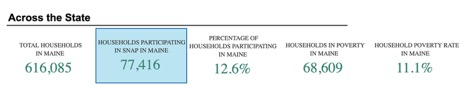 Across the State
TOTAL HOUSEHOLDS
IN MAINE
616,085
HOUSEHOLDS PARTICIPATING
IN SNAP IN MAINE
77,416
PERCENTAGE OF
HOUSEHOLDS PARTICIPATING
IN MAINE
12.6%
HOUSEHOLDS IN POVERTY
IN MAINE
68,609
HOUSEHOLD POVERTY RATE
IN MAINE
11.1%